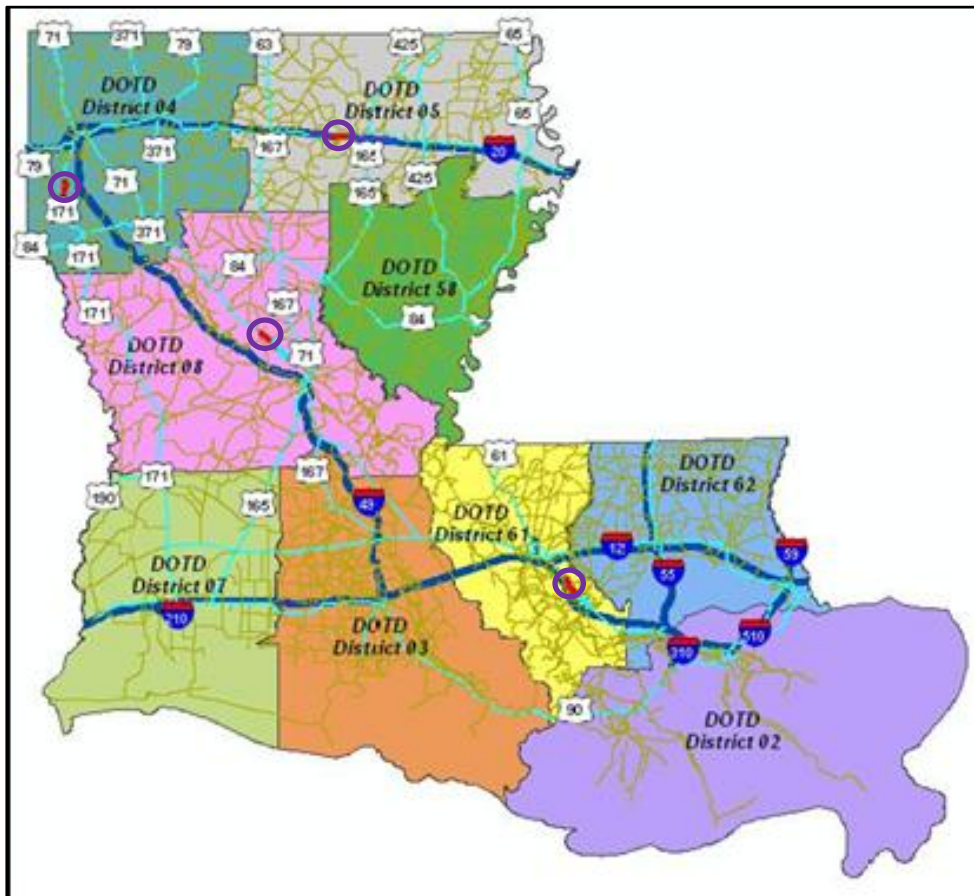 71
371
79
63
425
65
DOTD
District 04
DOTD
District 05
65
167
165
20
79
371
71
425
165
171
84
371
171
84
DOTD
District 58
171
167
84
DOTD
District 08
71
61
DOTD
District 62
171
167
190
165
49
DOTD
District 61
12
59
55
DOTD
District 07
210
510
310
DOTD
District 03
90
DOTD
District 02